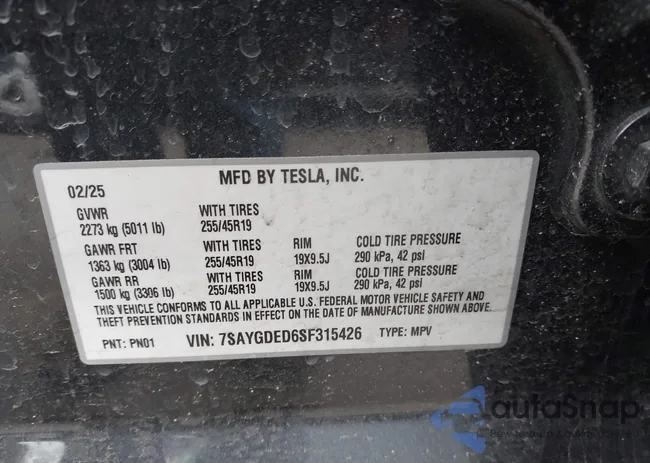 MFD BY TESLA, INC.
02/25
GVWR WITH TIRES
2273 kg (5011 lb) 255/45R19
GAWR FRT WITH TIRES RIM COLD TIRE PRESSURE
1363 kg (3004 lb) 255/45R19 19X9.5J 290 kPa, 42 psi
GAWR RR WITH TIRES RIM COLD TIRE PRESSURE
1500 kg (3306 lb) 255/45R19 19X9.5J 290 kPa, 42 psi
THIS VEHICLE CONFORMS TO ALL APPLICABLE U.S. FEDERAL MOTOR VEHICLE SAFETY AND
THEFT PREVENTION STANDARDS IN EFFECT ON THE DATE OF MANUFACTURE SHOWN ABOVE.
PNT: PN01 VIN: 7SAYGDED6SF315426 TYPE: MPV
autoSnap